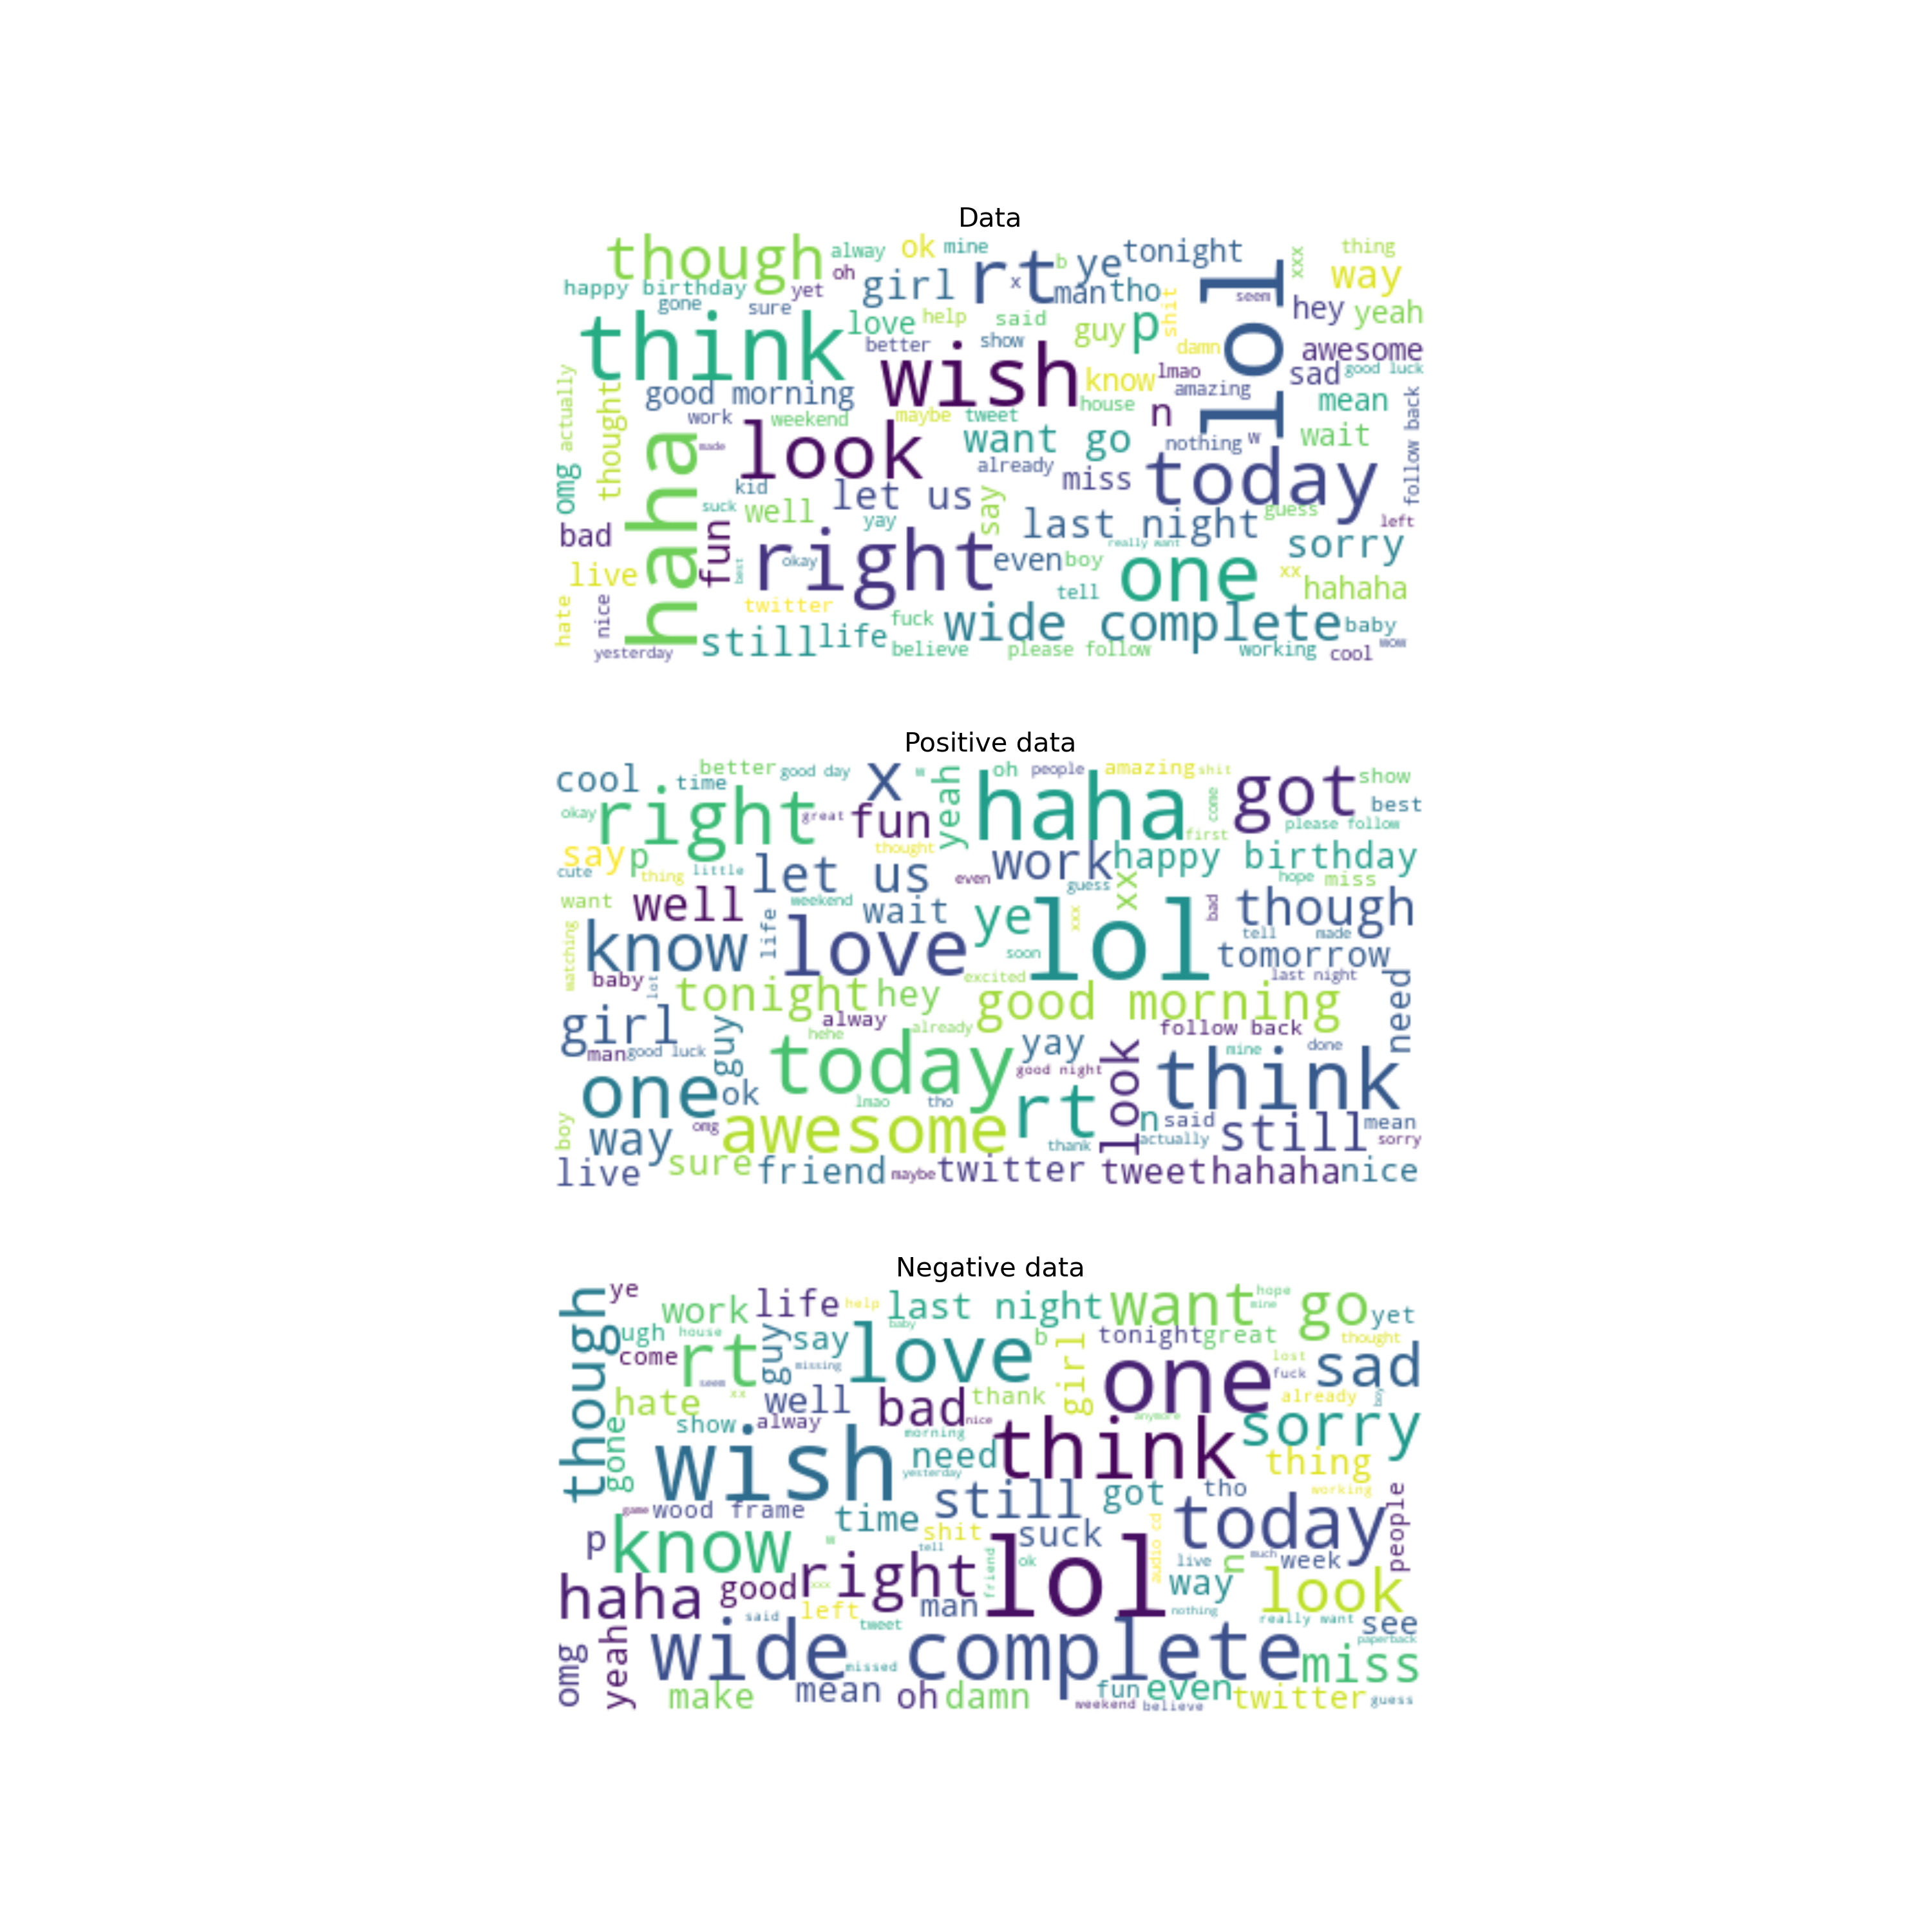 Data
though alway ok mine rt b ye tonight xxx thing
happy birthday oh girl x man tho seem way
gone sure yet shit hey yeah
think love help said guy p lol awesome
better show damn
actually good morning wish know lmao amazing sad good luck
thought work weekend maybe tweet house n mean follow back
made look want go nothing w wait
omg haha kid already miss today
suck well let us say last night guess left
bad fun yay really want sorry
live okay right even boy one xx hahaha
best tell
hate nice twitter fuck wide complete baby
yesterday still life believe please follow working cool wow
Positive data
cool time better good day x w yeah oh people amazing shit got show
okay right great fun haha come best
first please follow
say p thought work happy birthday
cute thing little let us even guess xx hope miss
want well weekend wait ye xxx lol bad though
matching know life love tell made
soon tomorrow
baby lot excited last night
tonight hey good morning need
girl alway already follow back
man good luck guy hehe today yay look mine done
one ok good night think
lmao tho rt
boy way omg awesome thank n said actually still mean sorry
live sure friend maybe twitter tweet hahaha nice
Negative data
though ye work life help last night want go hope mine yet
ugh house guy say baby b tonight great thought
come rt missing love girl one lost fuck sad
seem xx already boy
hate well bad thank nice anymore sorry
gone show alway morning think
wish need thing
yesterday
game wood frame time still got tho working people
p know w shit suck audio cd today
tell
haha good right xxx friend ok lol live n much week look
left man way
said tweet nothing really want see
omg yeah wide complete paperback
missed miss
make mean oh damn fun even twitter guess
weekend believe